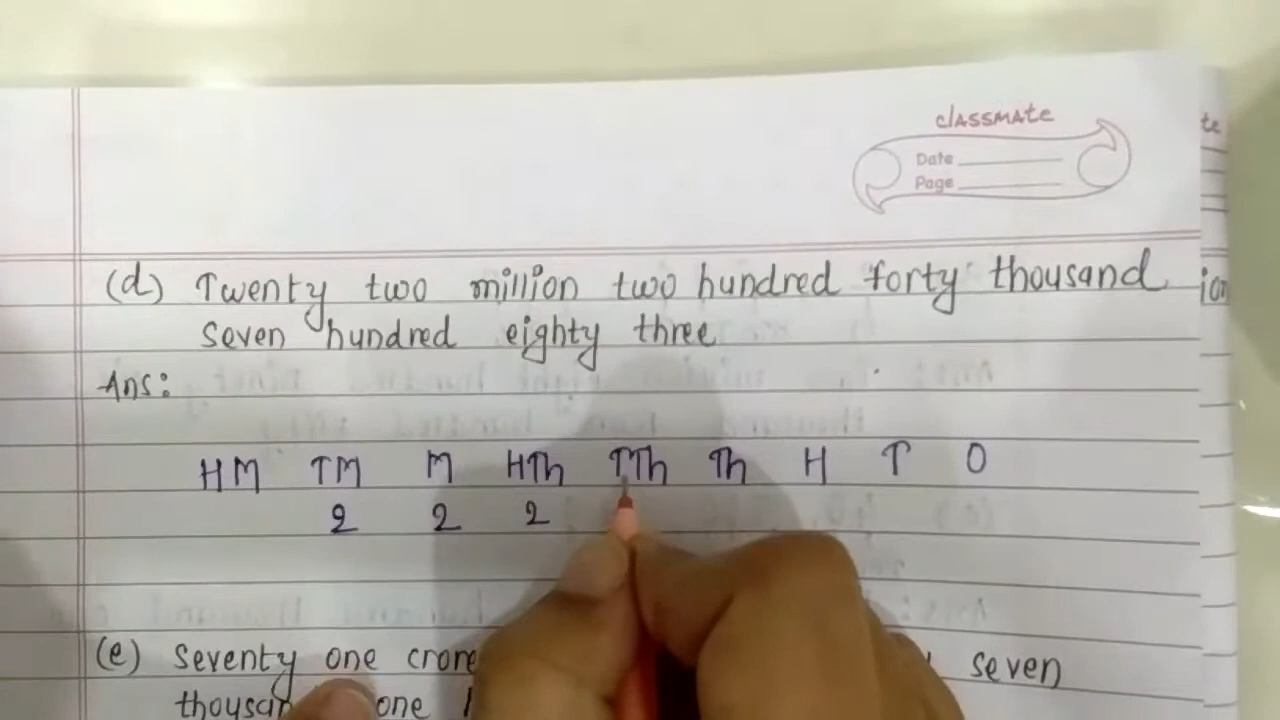 classmate
Date
Page
te
(d) Twenty two million two hundred forty thousand
seven hundred eighty three
Ans:
HM TM M HTh TTh Th H T O
2 2 2
(e) Seventy one crore seven
one